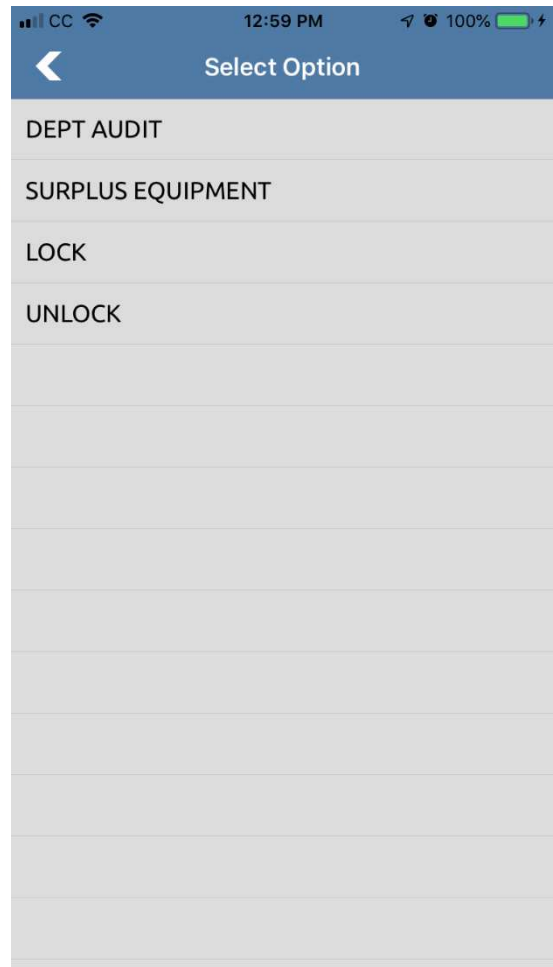 CC 12:59 PM 100%
Select Option
DEPT AUDIT
SURPLUS EQUIPMENT
LOCK
UNLOCK